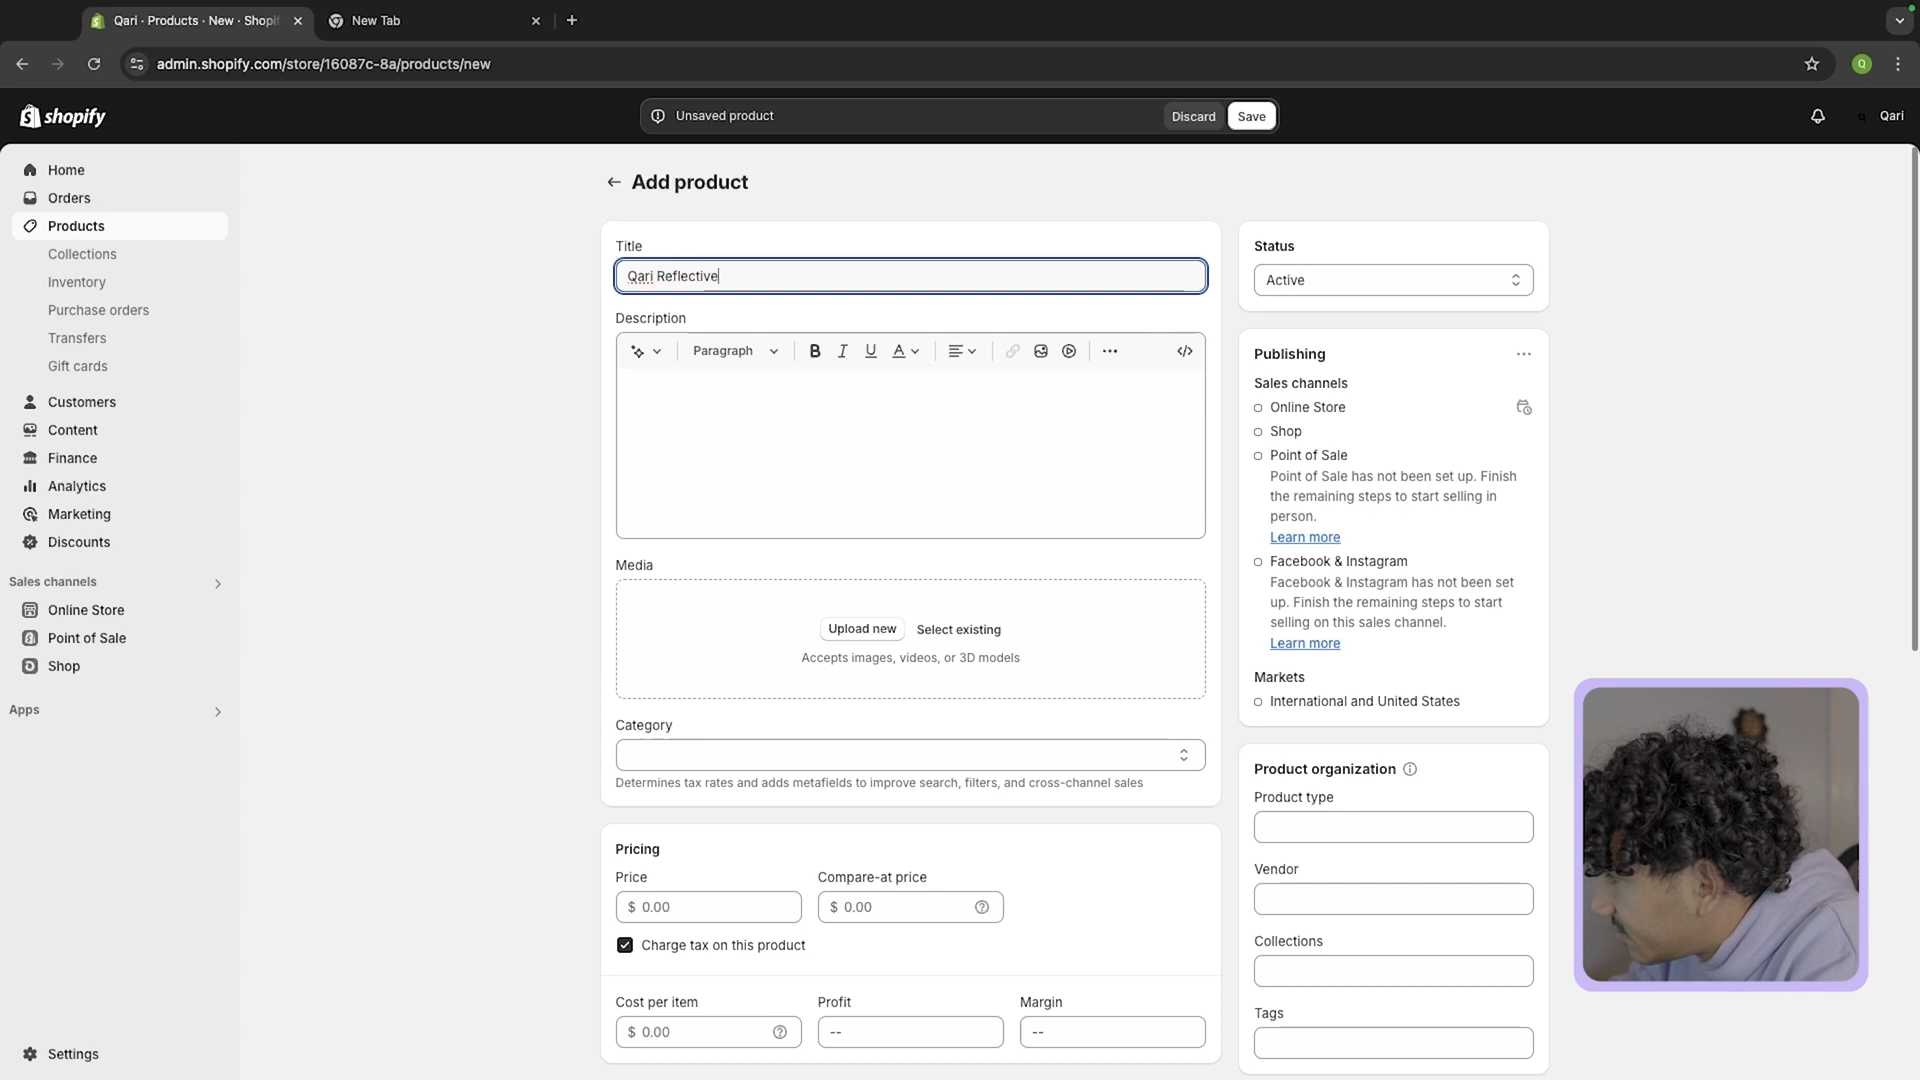 Qari · Products · New · Shopif
New Tab
admin.shopify.com/store/16087c-8a/products/new
Q
shopify
Unsaved product
Discard
Save
Qari
Home
Orders
Products
Collections
Inventory
Purchase orders
Transfers
Gift cards
Customers
Content
Finance
Analytics
Marketing
Discounts
Sales channels
Online Store
Point of Sale
Shop
Apps
Settings
Add product
Title
Qari Reflective
Description
Paragraph
B I U A
Media
Upload new Select existing
Accepts images, videos, or 3D models
Category
Determines tax rates and adds metafields to improve search, filters, and cross-channel sales
Pricing
Price
Compare-at price
$ 0.00
$ 0.00
Charge tax on this product
Cost per item
Profit
Margin
$ 0.00
--
--
Status
Active
Publishing
Sales channels
Online Store
Shop
Point of Sale
Point of Sale has not been set up. Finish
the remaining steps to start selling in
person.
Learn more
Facebook & Instagram
Facebook & Instagram has not been set
up. Finish the remaining steps to start
selling on this sales channel.
Learn more
Markets
International and United States
Product organization
Product type
Vendor
Collections
Tags